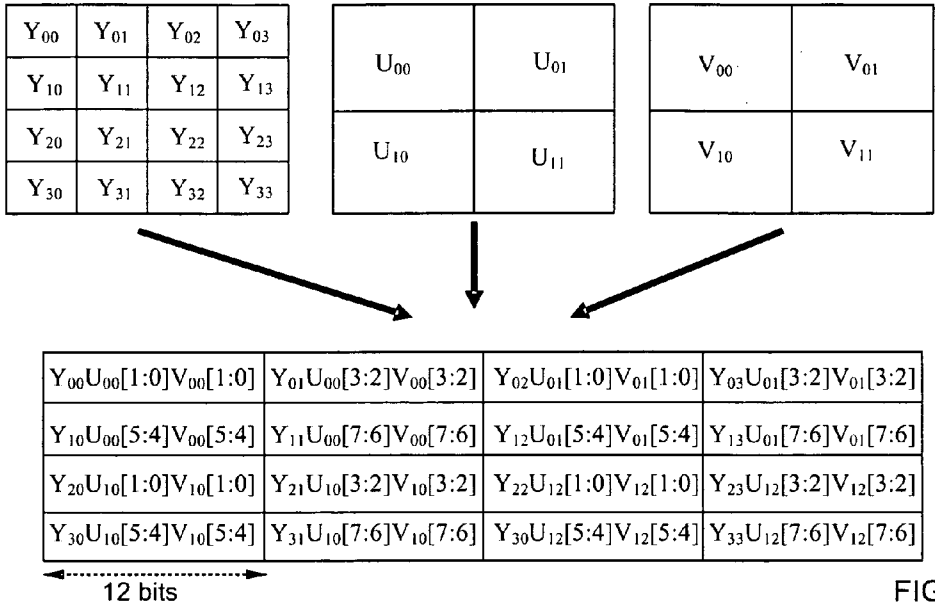 Y00 Y01 Y02 Y03
Y10 Y11 Y12 Y13
Y20 Y21 Y22 Y23
Y30 Y31 Y32 Y33
U00 U01
U10 U11
V00 V01
V10 V11
Y00U00[1:0]V00[1:0] Y01U00[3:2]V00[3:2] Y02U01[1:0]V01[1:0] Y03U01[3:2]V01[3:2]
Y10U00[5:4]V00[5:4] Y11U00[7:6]V00[7:6] Y12U01[5:4]V01[5:4] Y13U01[7:6]V01[7:6]
Y20U10[1:0]V10[1:0] Y21U10[3:2]V10[3:2] Y22U12[1:0]V12[1:0] Y23U12[3:2]V12[3:2]
Y30U10[5:4]V10[5:4] Y31U10[7:6]V10[7:6] Y30U12[5:4]V12[5:4] Y33U12[7:6]V12[7:6]
12 bits
FIG